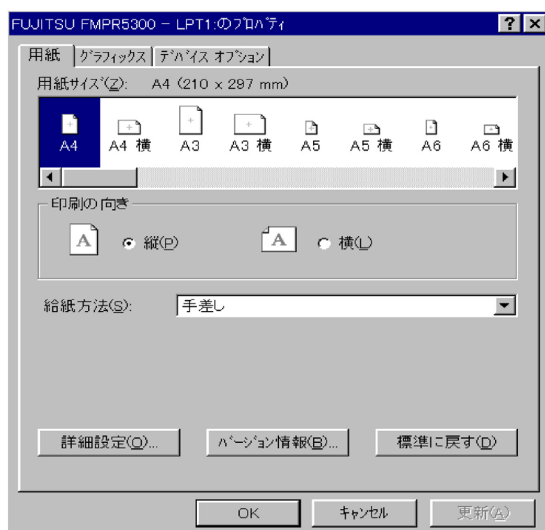 FUJITSU FMPR5300 - LPT1:のﾌﾟﾛﾊﾟﾃｨ
用紙 ｸﾞﾗﾌｨｯｸｽ ﾃﾞﾊﾞｲｽ ｵﾌﾟｼｮﾝ
用紙ｻｲｽﾞ(Z): A4 (210 x 297 mm)
A4 A4 横 A3 A3 横 A5 A5 横 A6 A6 横
印刷の向き
A 縦(P) A 横(L)
給紙方法(S): 手差し
詳細設定(O)... ﾊﾞｰｼﾞｮﾝ情報(B)... 標準に戻す(D)
OK ｷｬﾝｾﾙ 更新(A)